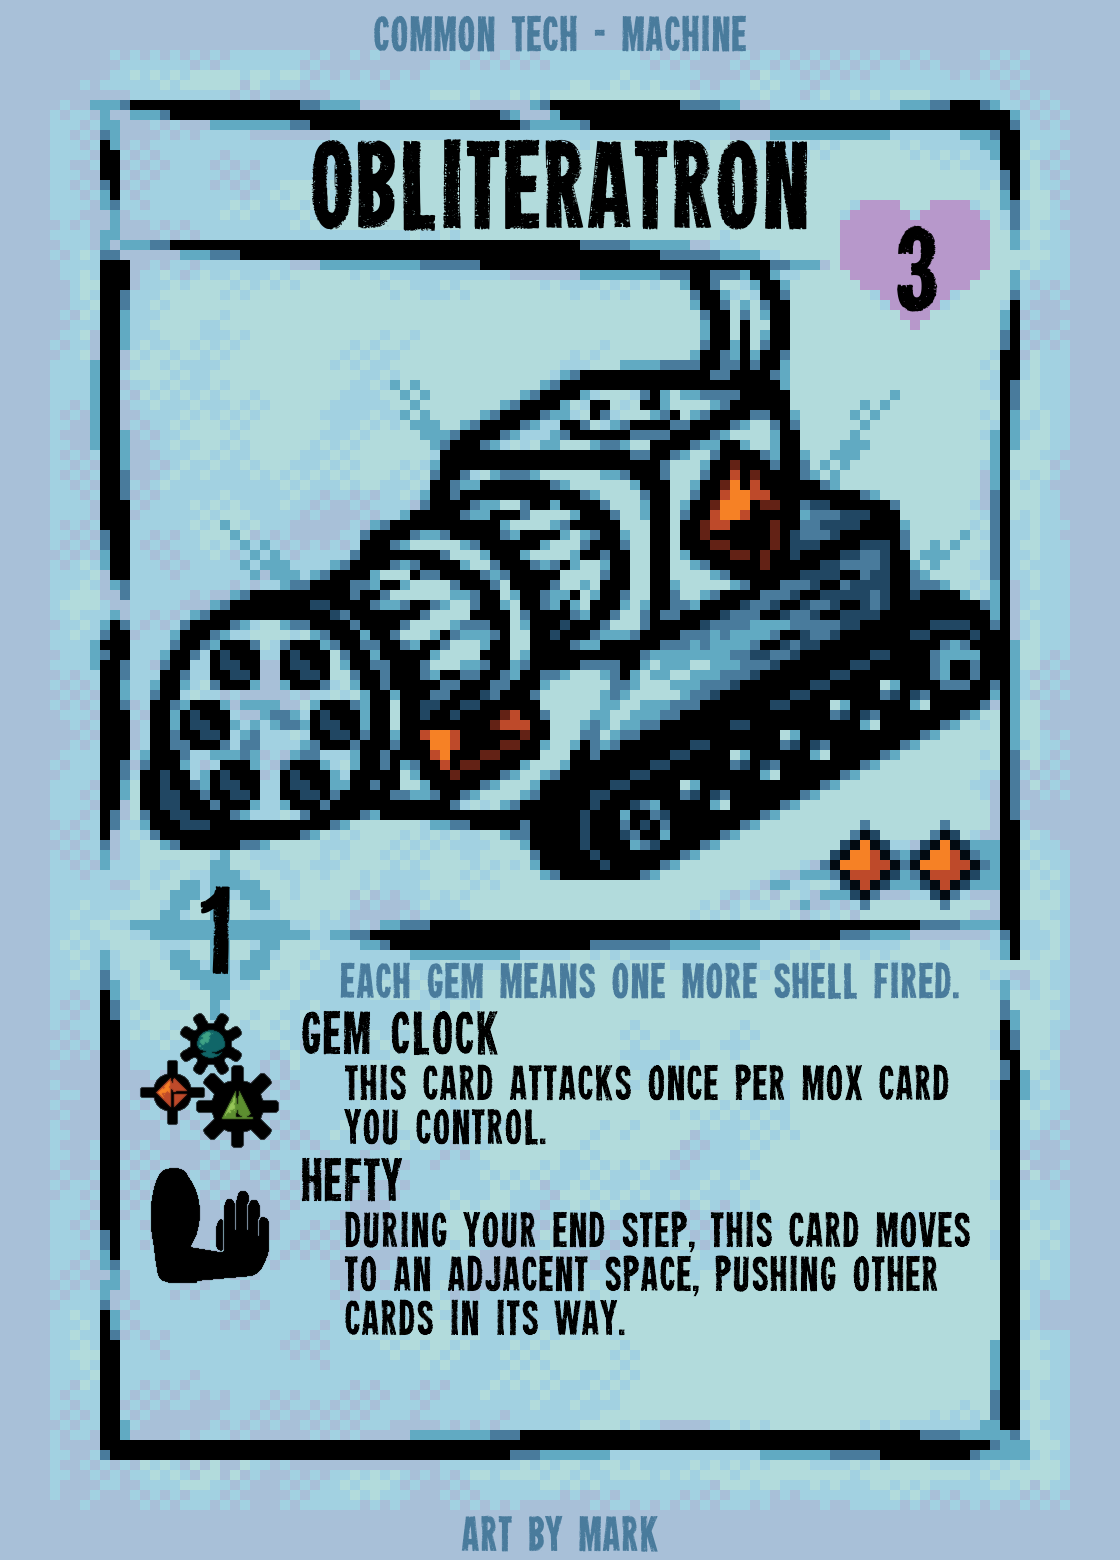 COMMON TECH - MACHINE
OBLITERATRON
3
1
EACH GEM MEANS ONE MORE SHELL FIRED.
GEM CLOCK
THIS CARD ATTACKS ONCE PER MOX CARD
YOU CONTROL.
HEFTY
DURING YOUR END STEP, THIS CARD MOVES
TO AN ADJACENT SPACE, PUSHING OTHER
CARDS IN ITS WAY.
ART BY MARK